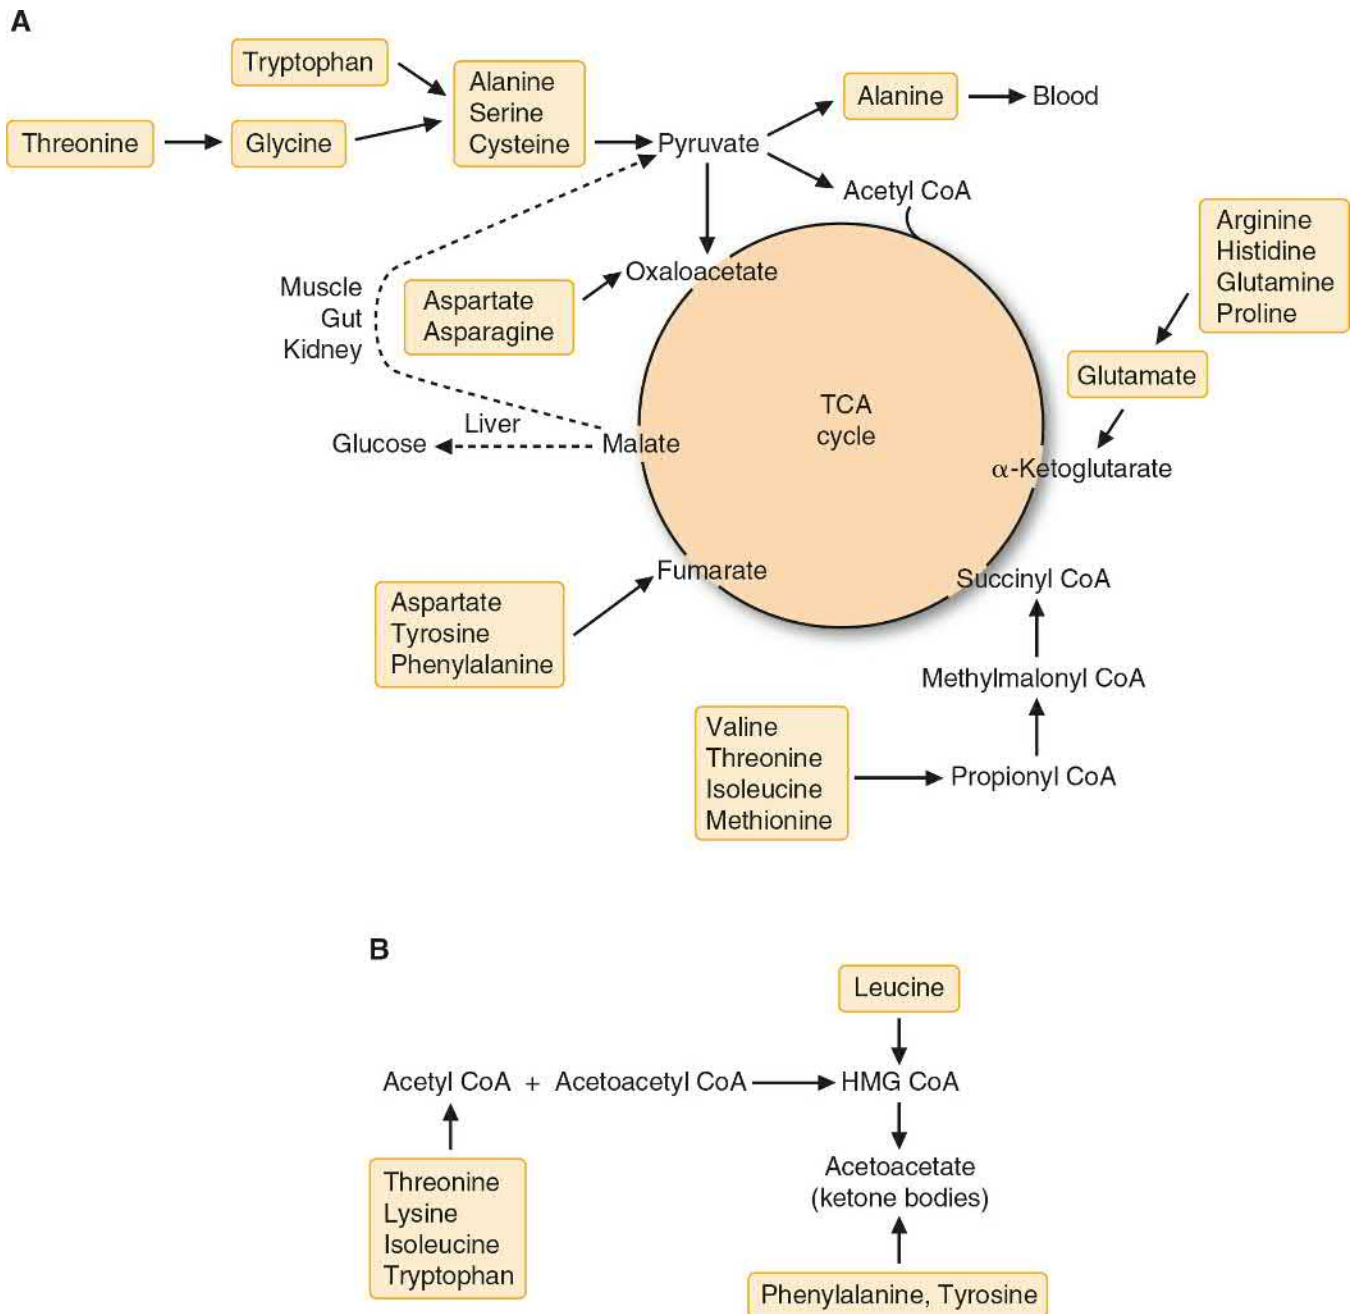 A
Tryptophan
Threonine
Glycine
Alanine
Serine
Cysteine
Pyruvate
Alanine
Blood
Acetyl CoA
Arginine
Histidine
Glutamine
Proline
Glutamate
α-Ketoglutarate
Oxaloacetate
Aspartate
Asparagine
Muscle
Gut
Kidney
TCA
cycle
Liver
Glucose
Malate
Fumarate
Aspartate
Tyrosine
Phenylalanine
Succinyl CoA
Methylmalonyl CoA
Valine
Threonine
Isoleucine
Methionine
Propionyl CoA
B
Leucine
Acetyl CoA + Acetoacetyl CoA
HMG CoA
Threonine
Lysine
Isoleucine
Tryptophan
Acetoacetate
(ketone bodies)
Phenylalanine, Tyrosine